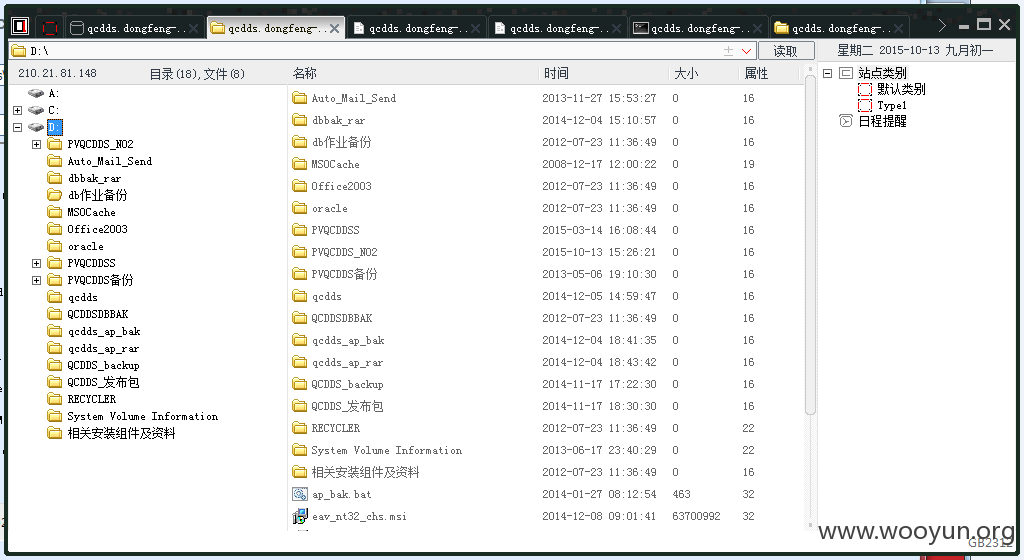 qcdds.dongfeng-
qcdds.dongfeng-
qcdds.dongfeng-
qcdds.dongfeng-
qcdds.dongfeng-
qcdds.dongfeng-
D:\
读取
星期二 2015-10-13 九月初一
210.21.81.148
目录(18),文件(8)
名称 时间 大小 属性
A:
C:
D:
PVQCDDS_NO2
Auto_Mail_Send
dbbak_rar
db作业备份
MSOCache
Office2003
oracle
PVQCDDSS
PVQCDDS备份
qcdds
QCDDSDBBAK
qcdds_ap_bak
qcdds_ap_rar
QCDDS_backup
QCDDS_发布包
RECYCLER
System Volume Information
相关安装组件及资料
Auto_Mail_Send 2013-11-27 15:53:27 0 16
dbbak_rar 2014-12-04 15:10:57 0 16
db作业备份 2012-07-23 11:36:49 0 16
MSOCache 2008-12-17 12:00:22 0 19
Office2003 2012-07-23 11:36:49 0 16
oracle 2012-07-23 11:36:49 0 16
PVQCDDSS 2015-03-14 16:08:44 0 16
PVQCDDS_NO2 2015-10-13 15:26:21 0 16
PVQCDDS备份 2013-05-06 19:10:30 0 16
qcdds 2014-12-05 14:59:47 0 16
QCDDSDBBAK 2012-07-23 11:36:49 0 16
qcdds_ap_bak 2014-12-04 18:41:35 0 16
qcdds_ap_rar 2014-12-04 18:43:42 0 16
QCDDS_backup 2014-11-17 17:22:30 0 16
QCDDS_发布包 2014-11-17 18:30:30 0 16
RECYCLER 2012-07-23 11:36:49 0 22
System Volume Information 2013-06-17 23:40:29 0 22
相关安装组件及资料 2012-07-23 11:36:49 0 16
ap_bak.bat 2014-01-27 08:12:54 463 32
eav_nt32_chs.msi 2014-12-08 09:01:41 63700992 32
站点类别
默认类别
Type1
日程提醒
www.wooyun.org
GB2312